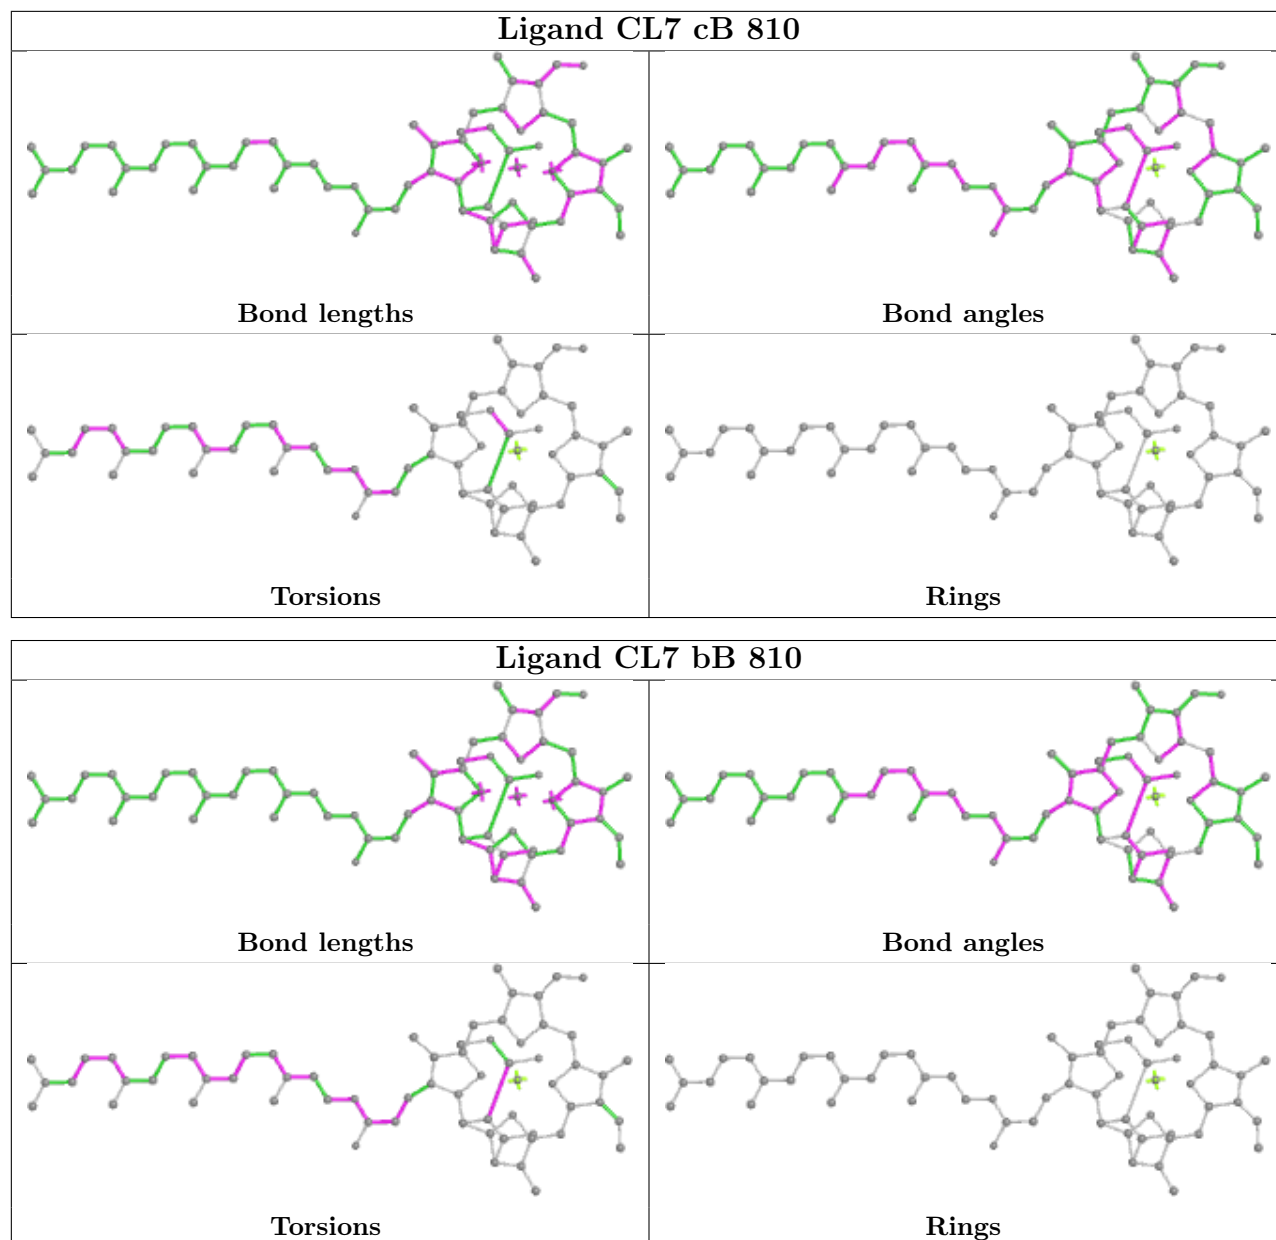 Ligand CL7 cB 810
Bond lengths
Bond angles
Torsions
Rings
Ligand CL7 bB 810
Bond lengths
Bond angles
Torsions
Rings